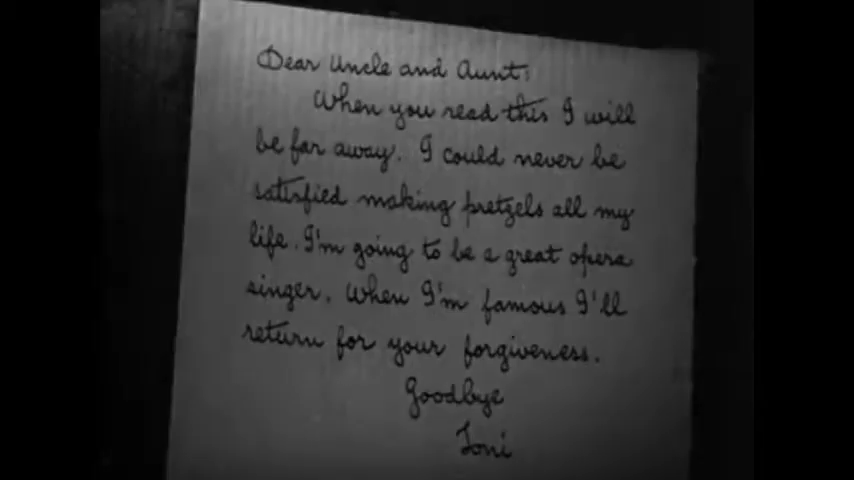 Dear Uncle and Aunt:
When you read this I will
be far away. I could never be
satisfied making pretzels all my
life. I'm going to be a great opera
singer. When I'm famous I'll
return for your forgiveness.
Goodbye
Toni